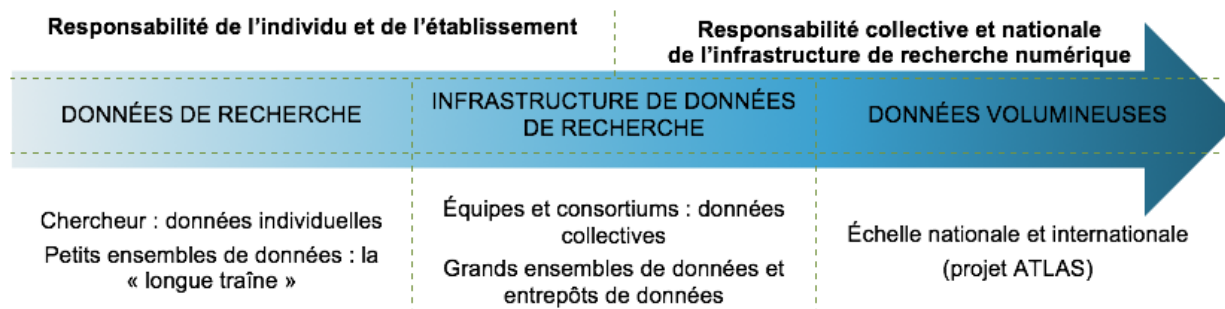 Responsabilité de l’individu et de l’établissement
Responsabilité collective et nationale
de l’infrastructure de recherche numérique
DONNÉES DE RECHERCHE
INFRASTRUCTURE DE DONNÉES
DE RECHERCHE
DONNÉES VOLUMINEUSES
Chercheur : données individuelles
Petits ensembles de données : la
« longue traîne »
Équipes et consortiums : données
collectives
Grands ensembles de données et
entrepôts de données
Échelle nationale et internationale
(projet ATLAS)